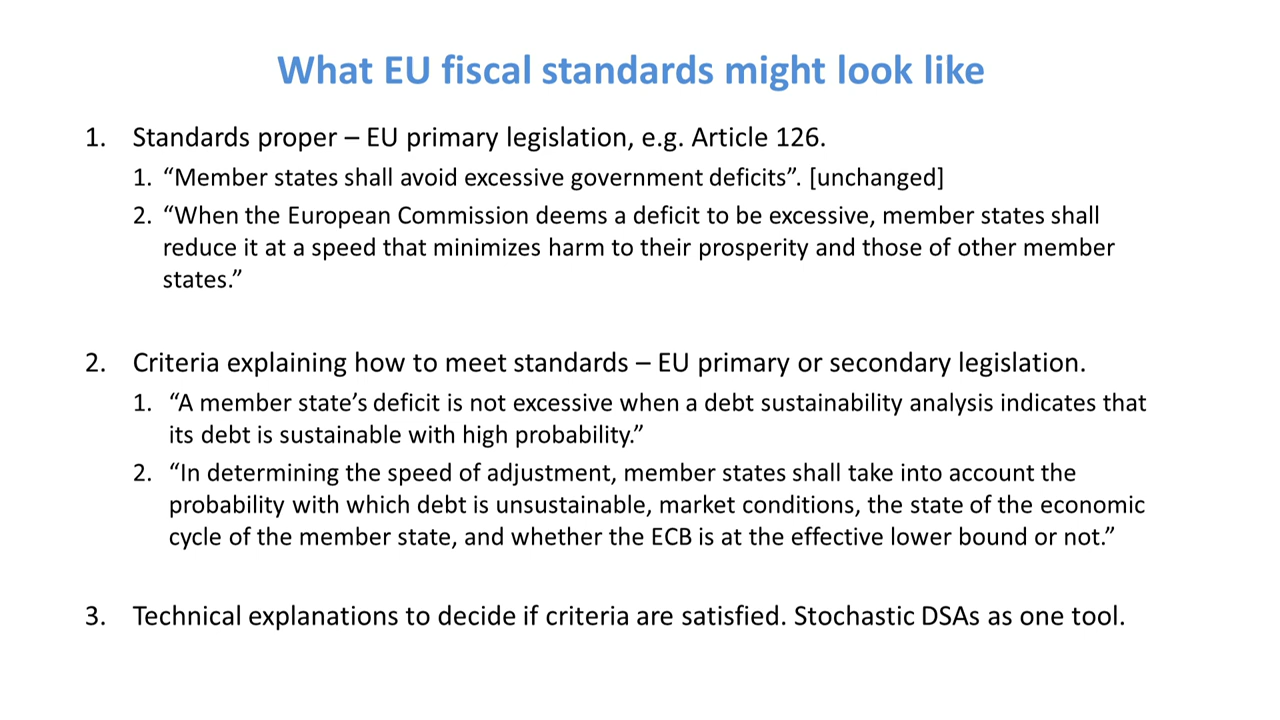 What EU fiscal standards might look like
1. Standards proper – EU primary legislation, e.g. Article 126.
1. “Member states shall avoid excessive government deficits”. [unchanged]
2. “When the European Commission deems a deficit to be excessive, member states shall
reduce it at a speed that minimizes harm to their prosperity and those of other member
states.”
2. Criteria explaining how to meet standards – EU primary or secondary legislation.
1. “A member state’s deficit is not excessive when a debt sustainability analysis indicates that
its debt is sustainable with high probability.”
2. “In determining the speed of adjustment, member states shall take into account the
probability with which debt is unsustainable, market conditions, the state of the economic
cycle of the member state, and whether the ECB is at the effective lower bound or not.”
3. Technical explanations to decide if criteria are satisfied. Stochastic DSAs as one tool.